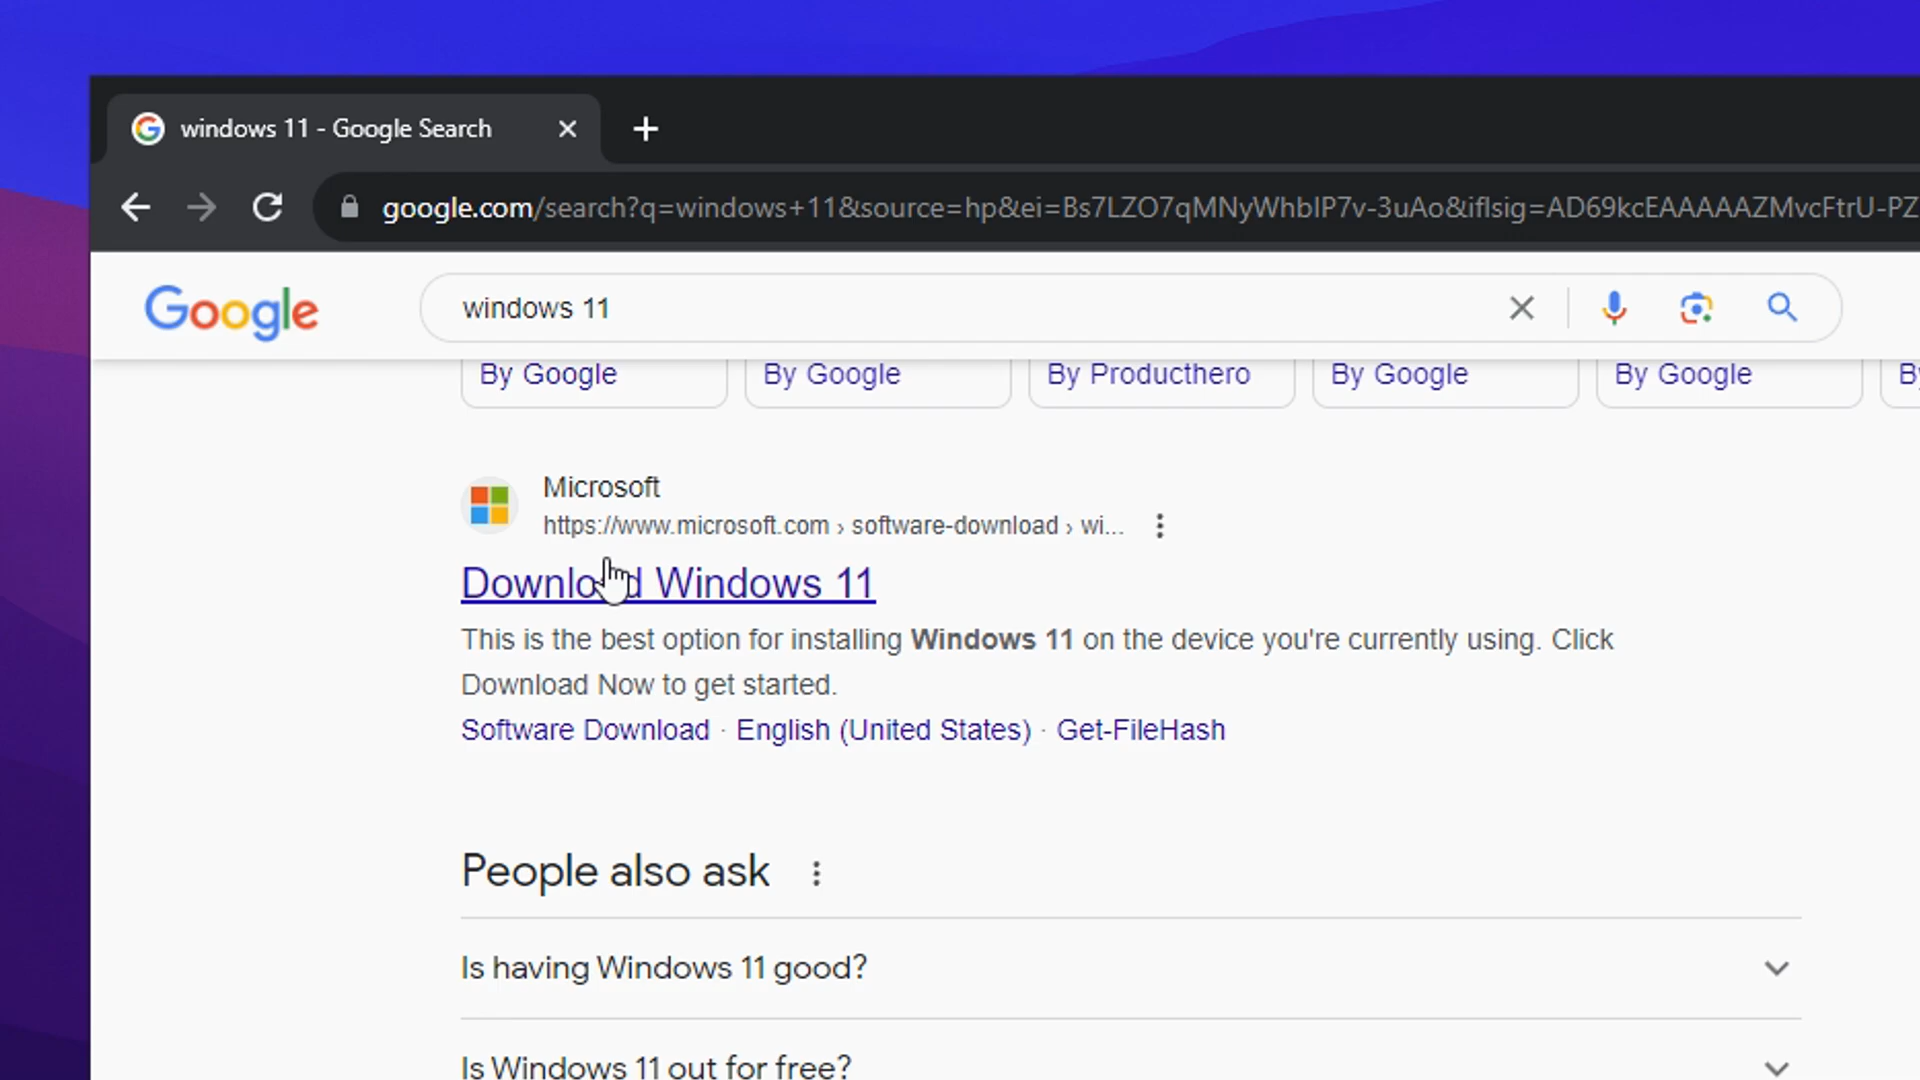 windows 11 - Google Search
google.com/search?q=windows+11&source=hp&ei=Bs7LZO7qMNyWhbIP7v-3uAo&iflsig=AD69kcEAAAAAZMvcFtrU-PZ
Google
windows 11
By Google
By Google
By Producthero
By Google
By Google
Microsoft
https://www.microsoft.com › software-download › wi...
Download Windows 11
This is the best option for installing Windows 11 on the device you're currently using. Click
Download Now to get started.
Software Download · English (United States) · Get-FileHash
People also ask
Is having Windows 11 good?
Is Windows 11 out for free?